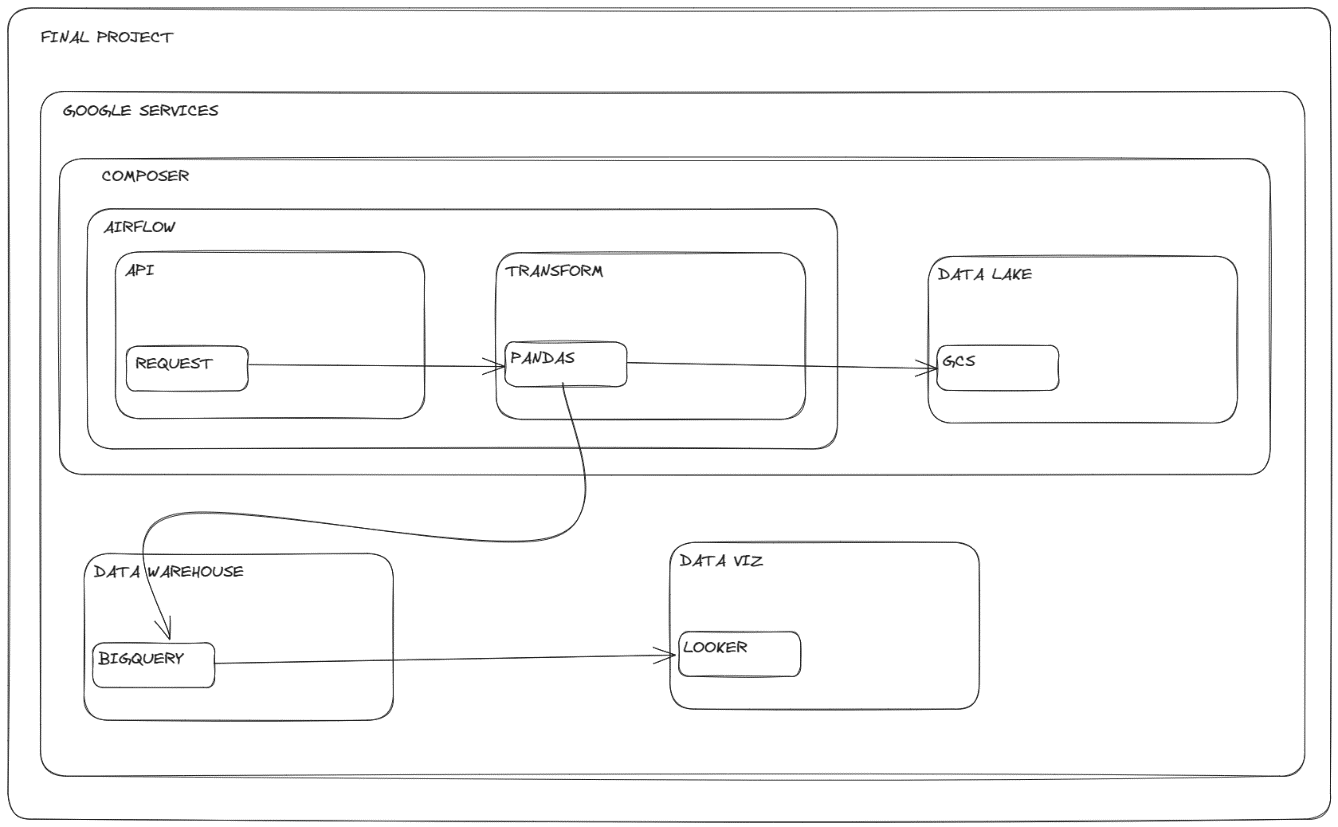 FINAL PROJECT
GOOGLE SERVICES
COMPOSER
AIRFLOW
API
TRANSFORM
DATA LAKE
REQUEST
PANDAS
GCS
DATA WAREHOUSE
DATA VIZ
BIGQUERY
LOOKER